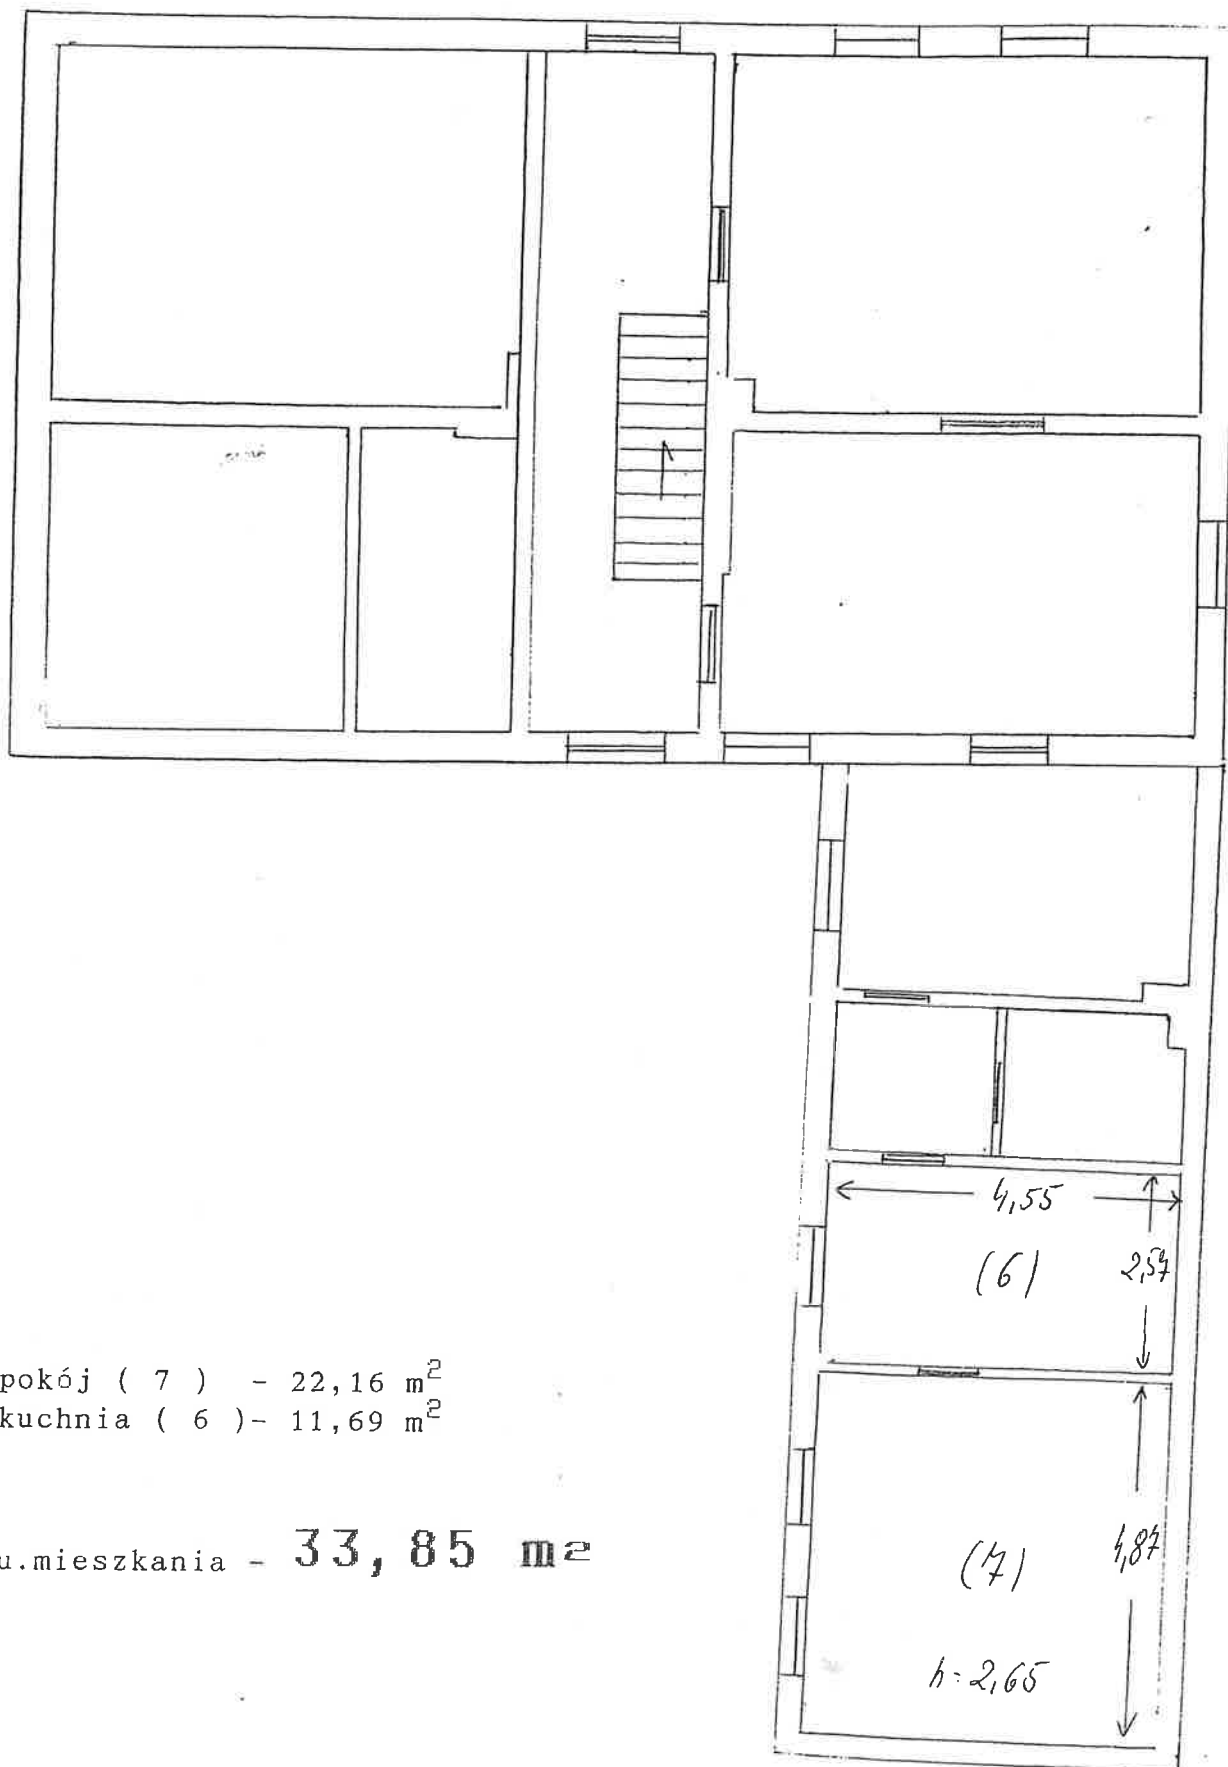 4,55
(6)
2,57
pokój ( 7 ) - 22,16 m²
kuchnia ( 6 )- 11,69 m²
u.mieszkania - 33,85 m2
(7)
4,87
h=2,65